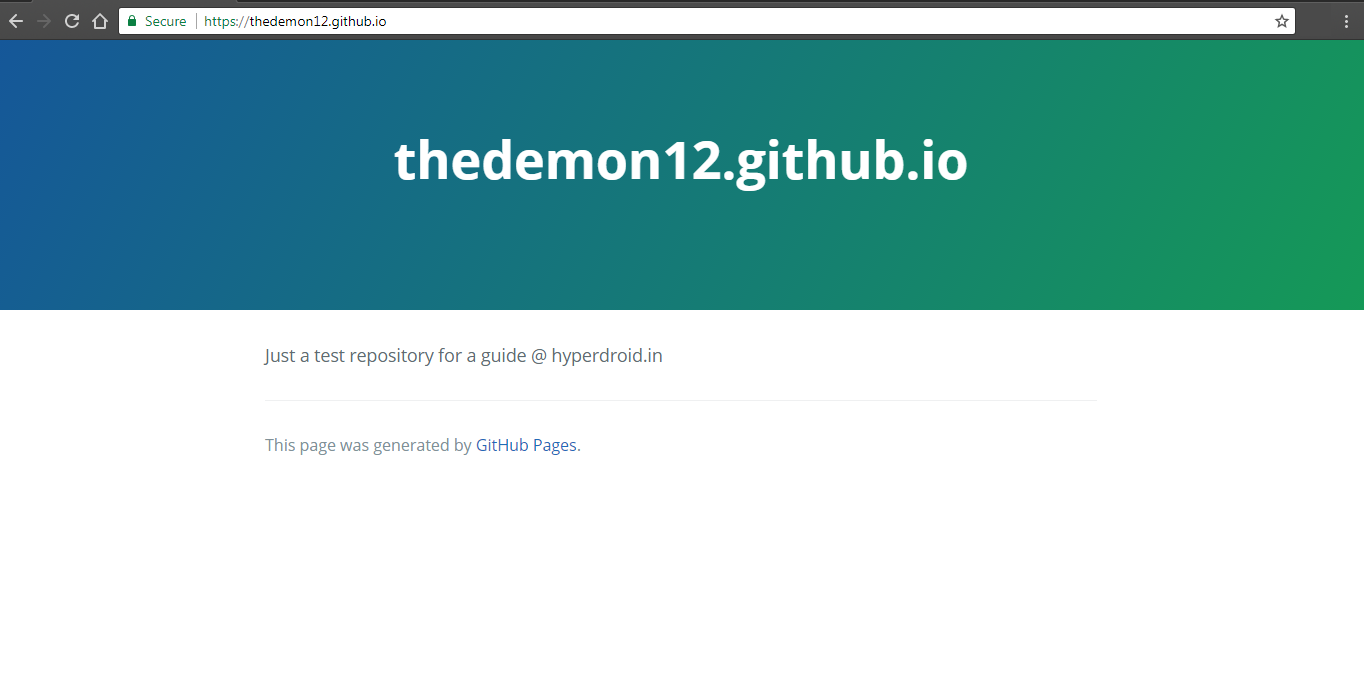 Secure https://thedemon12.github.io
thedemon12.github.io
Just a test repository for a guide @ hyperdroid.in
This page was generated by GitHub Pages.